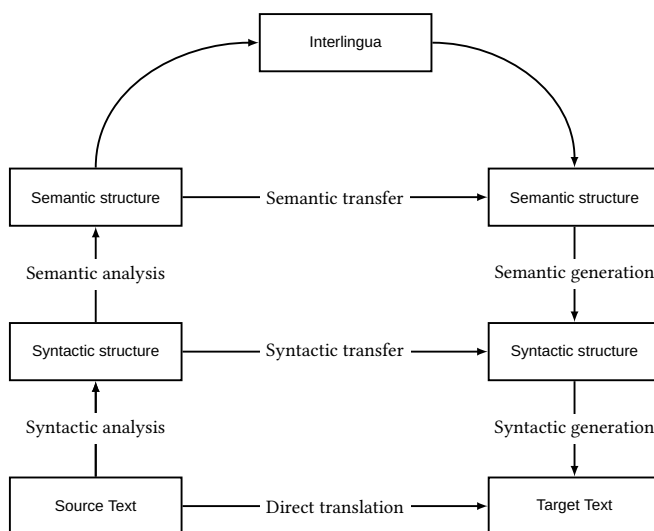 Interlingua
Semantic structure
Semantic transfer
Semantic structure
Semantic analysis
Semantic generation
Syntactic structure
Syntactic transfer
Syntactic structure
Syntactic analysis
Syntactic generation
Source Text
Direct translation
Target Text